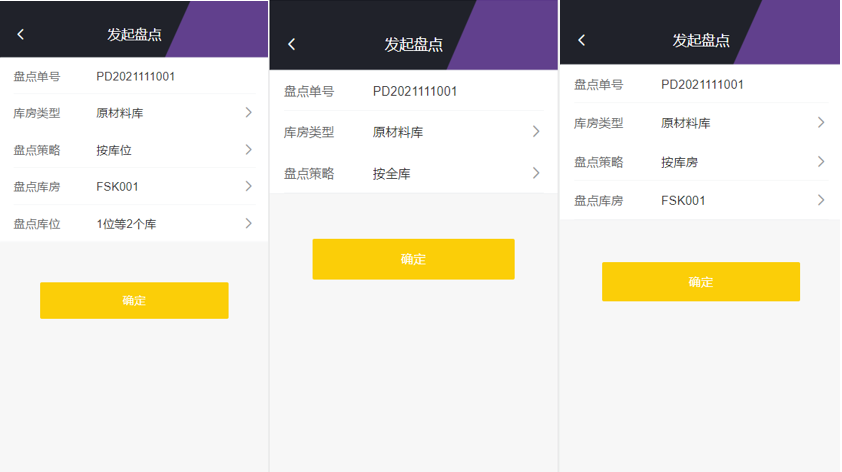 发起盘点
盘点单号 PD2021111001
库房类型 原材料库
盘点策略 按库位
盘点库房 FSK001
盘点库位 1位等2个库
确定
发起盘点
盘点单号 PD2021111001
库房类型 原材料库
盘点策略 按全库
确定
发起盘点
盘点单号 PD2021111001
库房类型 原材料库
盘点策略 按库房
盘点库房 FSK001
确定